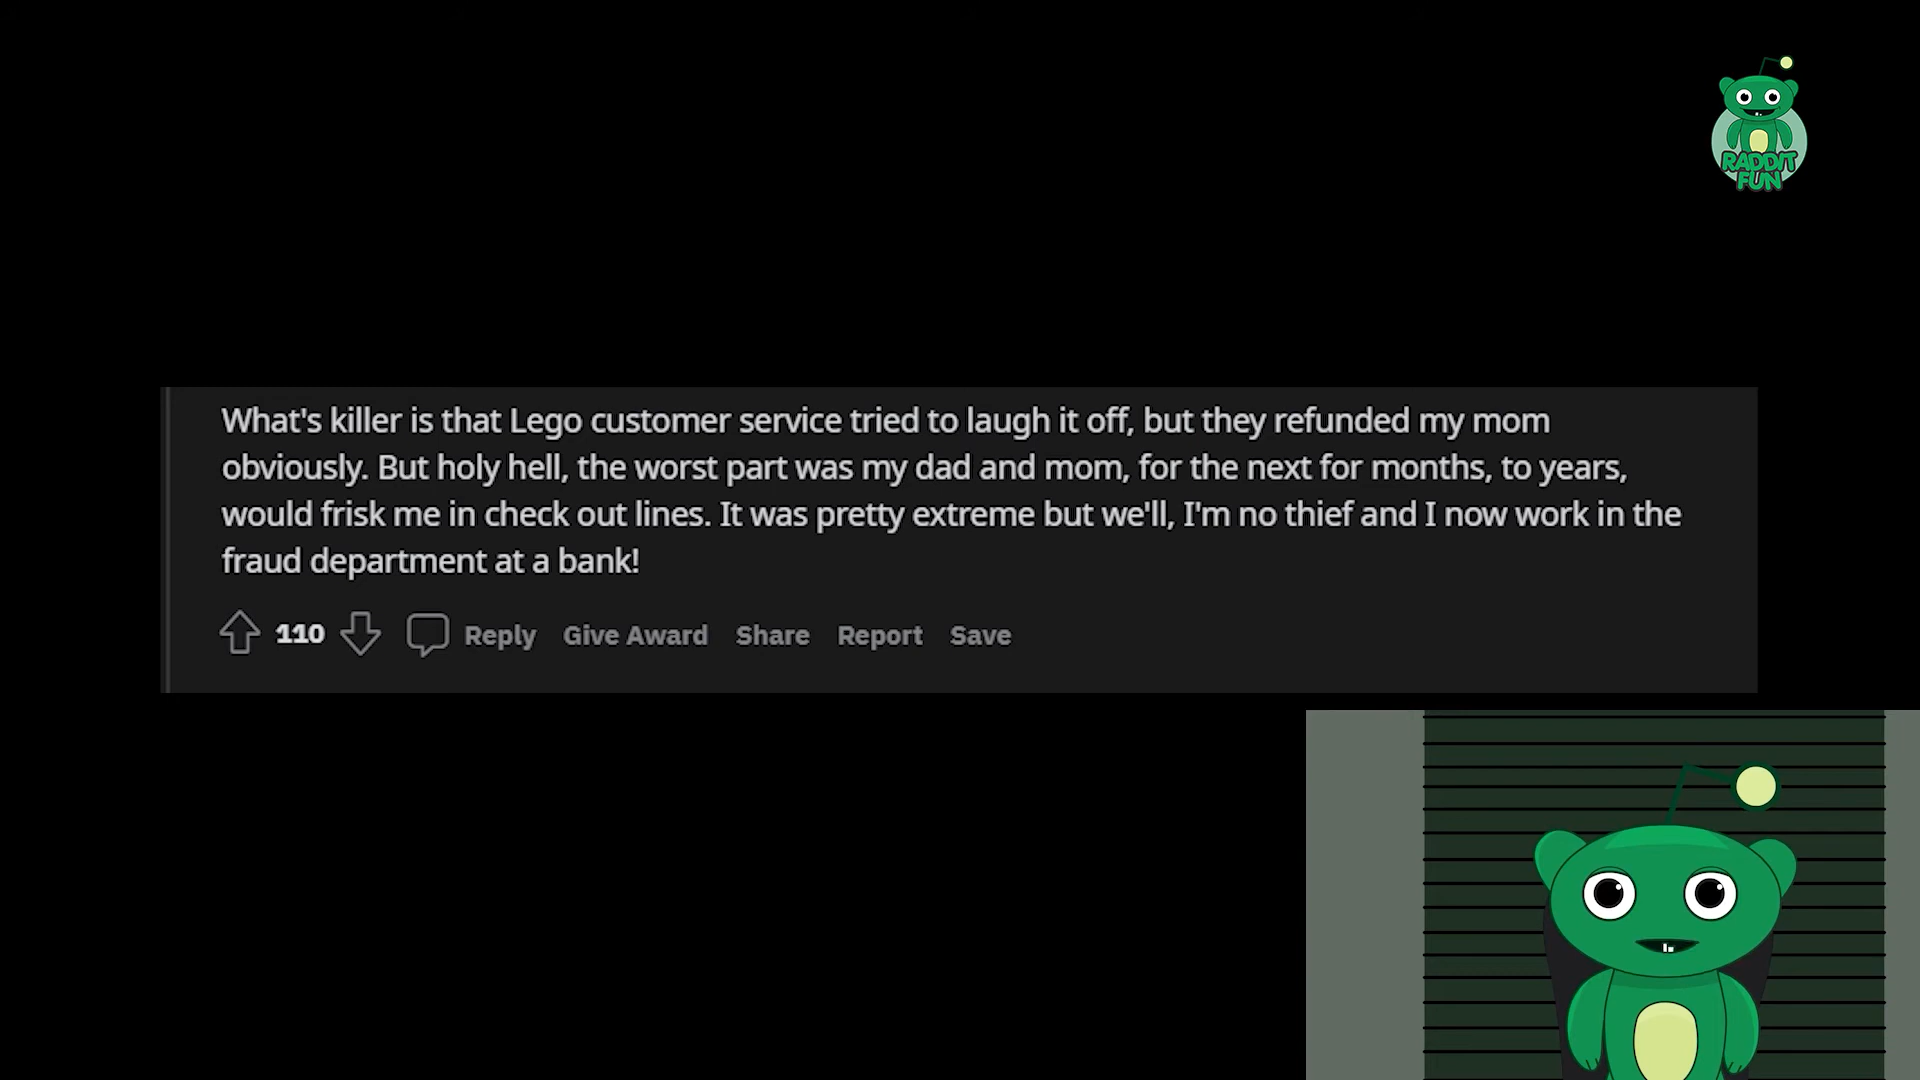 RADDIT
FUN
What's killer is that Lego customer service tried to laugh it off, but they refunded my mom
obviously. But holy hell, the worst part was my dad and mom, for the next for months, to years,
would frisk me in check out lines. It was pretty extreme but we'll, I'm no thief and I now work in the
fraud department at a bank!
110 Reply Give Award Share Report Save